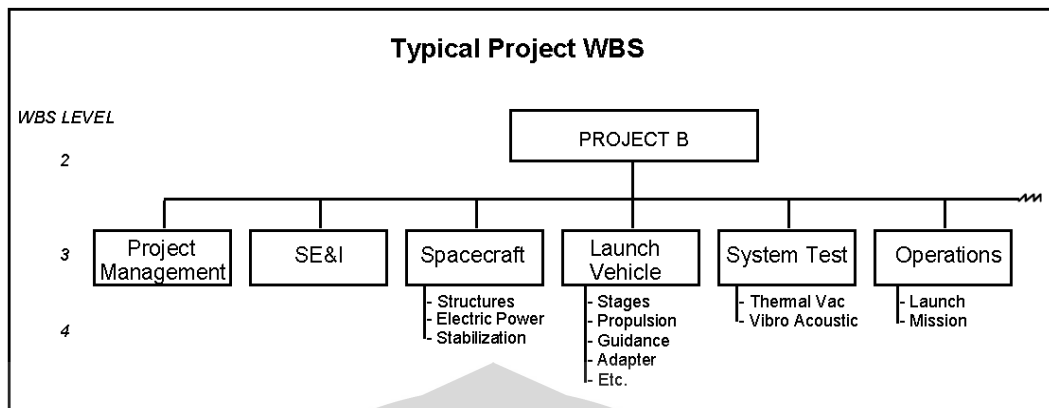 Typical Project WBS
WBS LEVEL
2
PROJECT B
3
Project
Management
SE&I
Spacecraft
Launch
Vehicle
System Test
Operations
4
- Structures
- Electric Power
- Stabilization
- Stages
- Propulsion
- Guidance
- Adapter
- Etc.
- Thermal Vac
- Vibro Acoustic
- Launch
- Mission